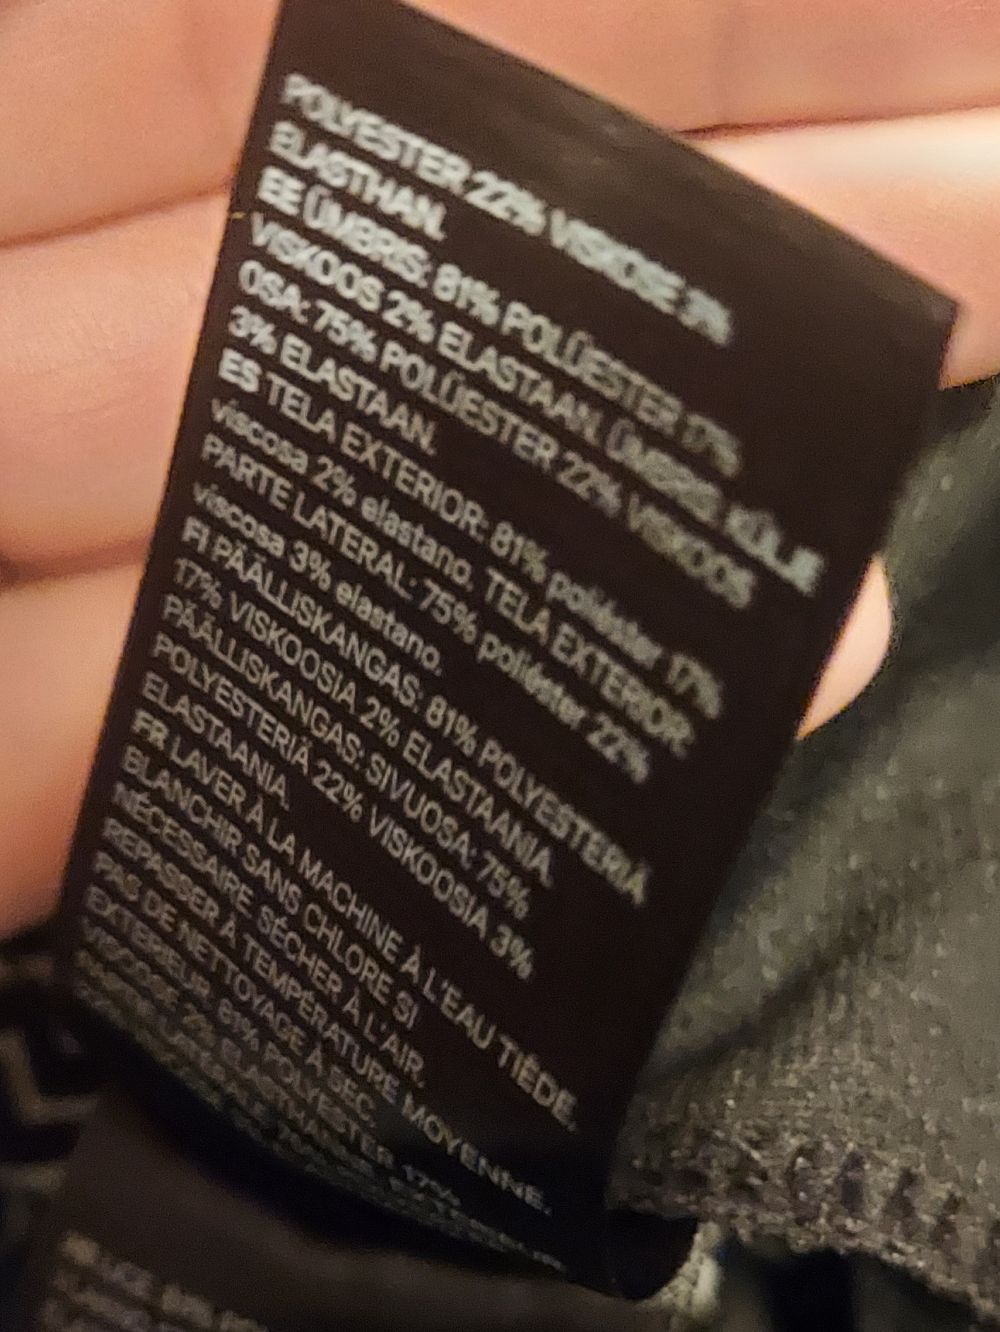 POLYESTER 22% VISKOSE 3%
ELASTHAN.
EE ÜMBRIS: 81% POLÜESTER 17%
VISKOOS 2% ELASTAAN. ÜMBRIS KÜLJE
OSA: 75% POLÜESTER 22% VISKOOS
3% ELASTAAN.
ES TELA EXTERIOR: 81% poliéster 17%
viscosa 2% elastano. TELA EXTERIOR:
PARTE LATERAL: 75% poliéster 22%
viscosa 3% elastano.
FI PÄÄLLISKANGAS: 81% POLYESTERIÄ
17% VISKOOSIA 2% ELASTAANIA.
PÄÄLLISKANGAS: SIVUOSA: 75%
POLYESTERIÄ 22% VISKOOSIA 3%
ELASTAANIA.
FR LAVER À LA MACHINE À L'EAU TIÈDE.
BLANCHIR SANS CHLORE SI
NÉCESSAIRE. SÉCHER À L'AIR.
REPASSER À TEMPÉRATURE MOYENNE.
PAS DE NETTOYAGE À SEC.
EXTERIEUR: 81% POLYESTER 17%
VISCOSE 2% ELASTHANNE.